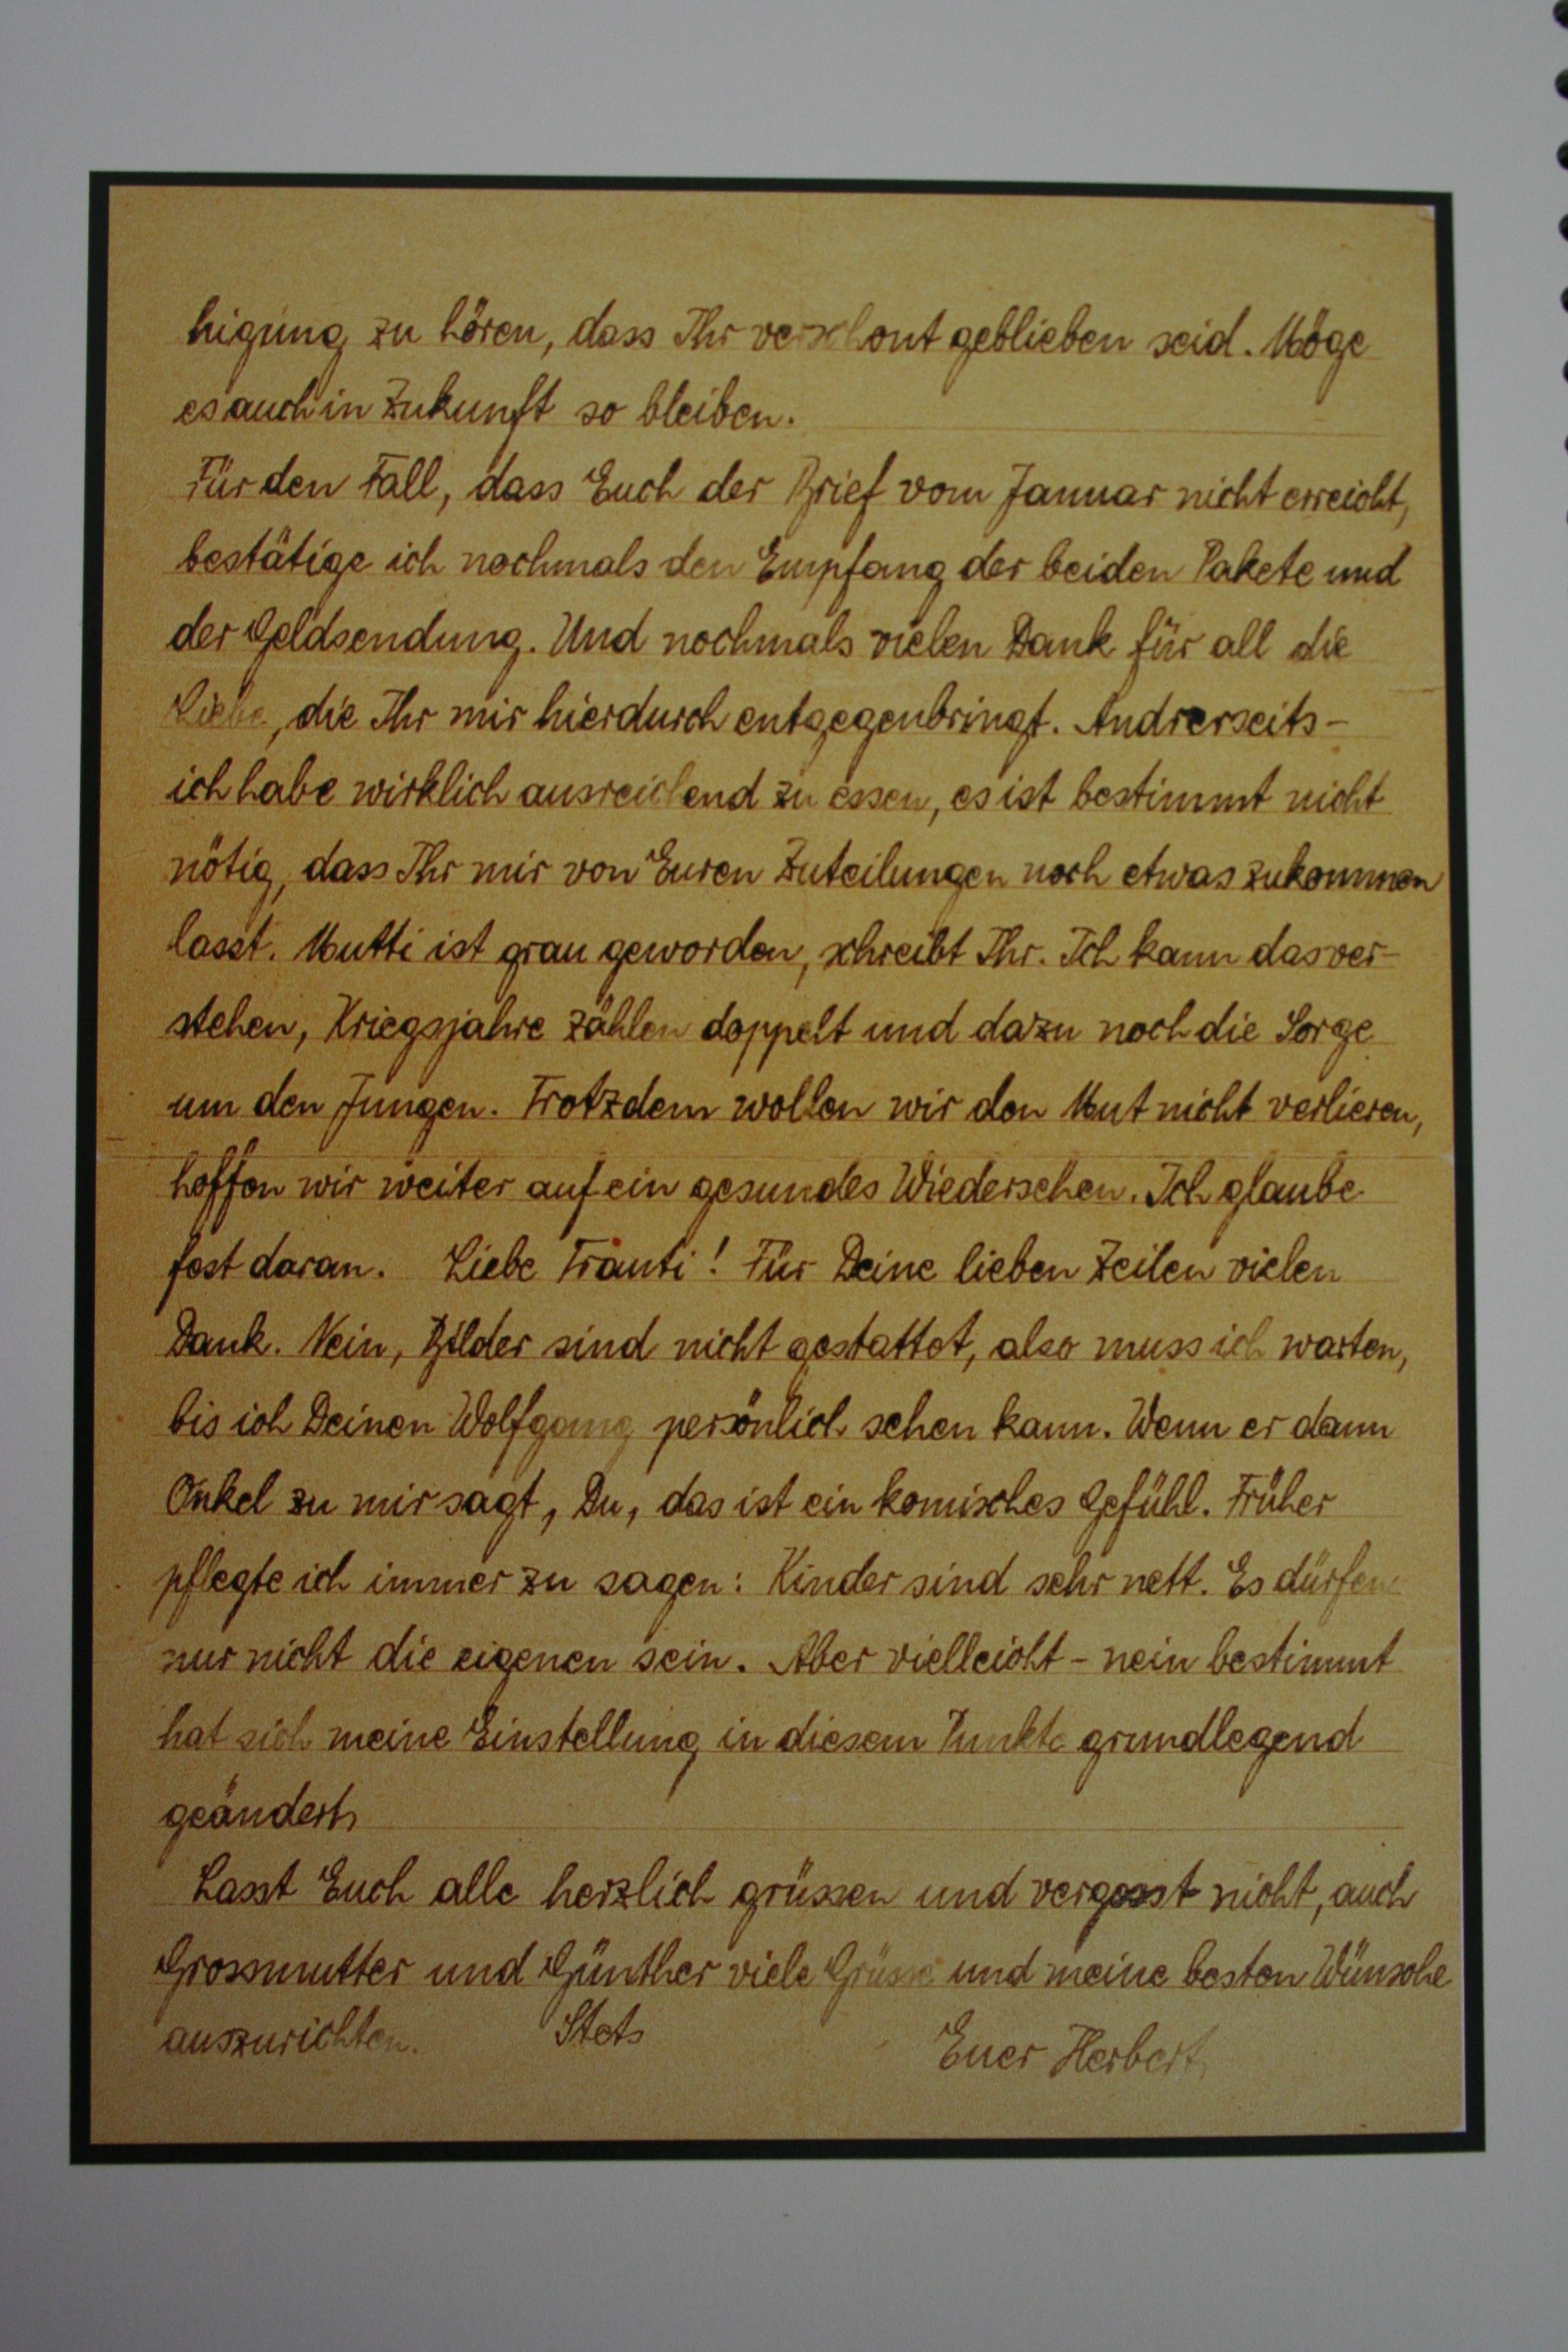 higung zu hören, dass Ihr verschont geblieben seid. Möge
es auch in Zukunft so bleiben.
Für den Fall, dass Euch der Brief vom Januar nicht erreicht,
bestätige ich nochmals den Empfang der beiden Pakete und
der Geldsendung. Und nochmals vielen Dank für all die
Liebe, die Ihr mir hierdurch entgegenbringt. Andrerseits -
ich habe wirklich ausreichend zu essen, es ist bestimmt nicht
nötig, dass Ihr mir von Euren Zuteilungen noch etwas zukommen
lasst. Mutti ist grau geworden, schreibt Ihr. Ich kann das ver-
stehen, Kriegsjahre zählen doppelt und dazu noch die Sorge
um den Jungen. Trotzdem wollen wir den Mut nicht verlieren,
hoffen wir weiter auf ein gesundes Wiedersehen. Ich glaube
fest daran. Liebe Trauti! Für Deine lieben Zeilen vielen
Dank. Nein, Bilder sind nicht gestattet, also muss ich warten,
bis ich Deinen Wolfgang persönlich sehen kann. Wenn er dann
Onkel zu mir sagt, Du, das ist ein komisches Gefühl. Früher
pflegte ich immer zu sagen: Kinder sind sehr nett. Es dürfen
nur nicht die eigenen sein. Aber vielleicht - nein bestimmt
hat sich meine Einstellung in diesem Punkte grundlegend
geändert.
Lasst Euch alle herzlich grüssen und vergesst nicht, auch
Grossmutter und Günther viele Grüsse und meine besten Wünsche
auszurichten. Stets Euer Herbert.